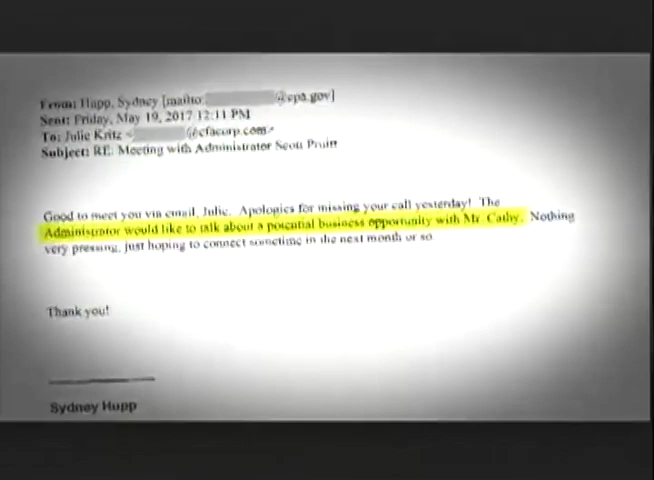 From: Hupp, Sydney [mailto: @epa.gov]
Sent: Friday, May 19, 2017 12:11 PM
To: Julie Kritz < @cfacorp.com>
Subject: RE: Meeting with Administrator Scott Pruitt
Good to meet you via email, Julie. Apologies for missing your call yesterday! The
Administrator would like to talk about a potential business opportunity with Mr. Cathy. Nothing
very pressing, just hoping to connect sometime in the next month or so
Thank you!
Sydney Hupp